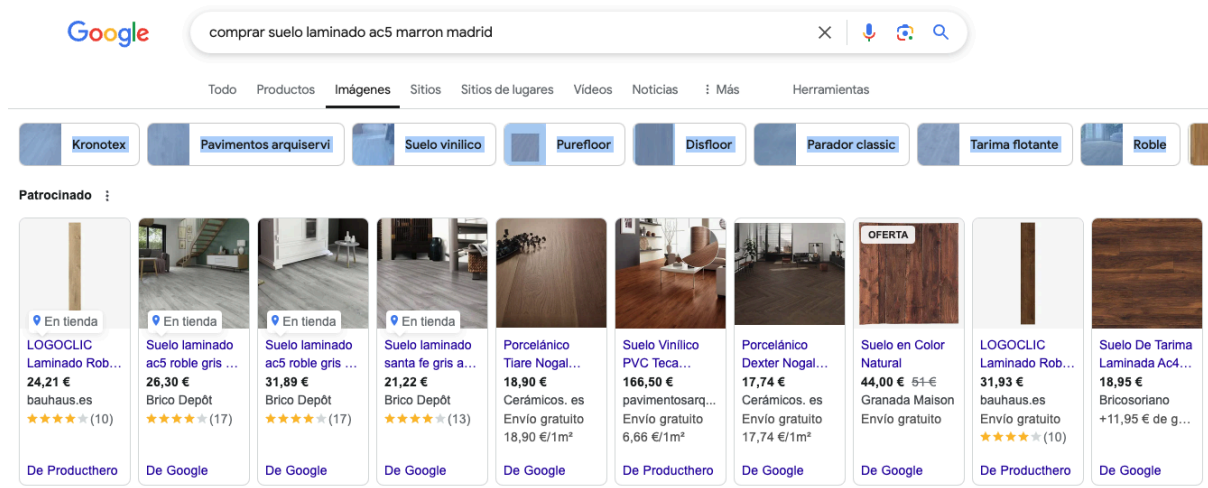 Google
comprar suelo laminado ac5 marron madrid
Todo Productos Imágenes Sitios Sitios de lugares Vídeos Noticias Más Herramientas
Kronotex Pavimentos arquiservi Suelo vinilico Purefloor Disfloor Parador classic Tarima flotante Roble
Patrocinado
En tienda
LOGOCLIC
Laminado Rob...
24,21 €
bauhaus.es
(10)
De Producthero
En tienda
Suelo laminado
ac5 roble gris ...
26,30 €
Brico Depôt
(17)
De Google
En tienda
Suelo laminado
ac5 roble gris ...
31,89 €
Brico Depôt
(17)
De Google
En tienda
Suelo laminado
santa fe gris a...
21,22 €
Brico Depôt
(13)
De Google
Porcelánico
Tiare Nogal...
18,90 €
Cerámicos. es
Envío gratuito
18,90 €/1m²
De Google
Suelo Vinílico
PVC Teca...
166,50 €
pavimentosarq...
Envío gratuito
6,66 €/1m²
De Producthero
Porcelánico
Dexter Nogal...
17,74 €
Cerámicos. es
Envío gratuito
17,74 €/1m²
De Google
OFERTA
Suelo en Color
Natural
44,00 € 51 €
Granada Maison
Envío gratuito
De Google
LOGOCLIC
Laminado Rob...
31,93 €
bauhaus.es
Envío gratuito
(10)
De Producthero
Suelo De Tarima
Laminada Ac4...
18,95 €
Bricosoriano
+11,95 € de g...
De Google